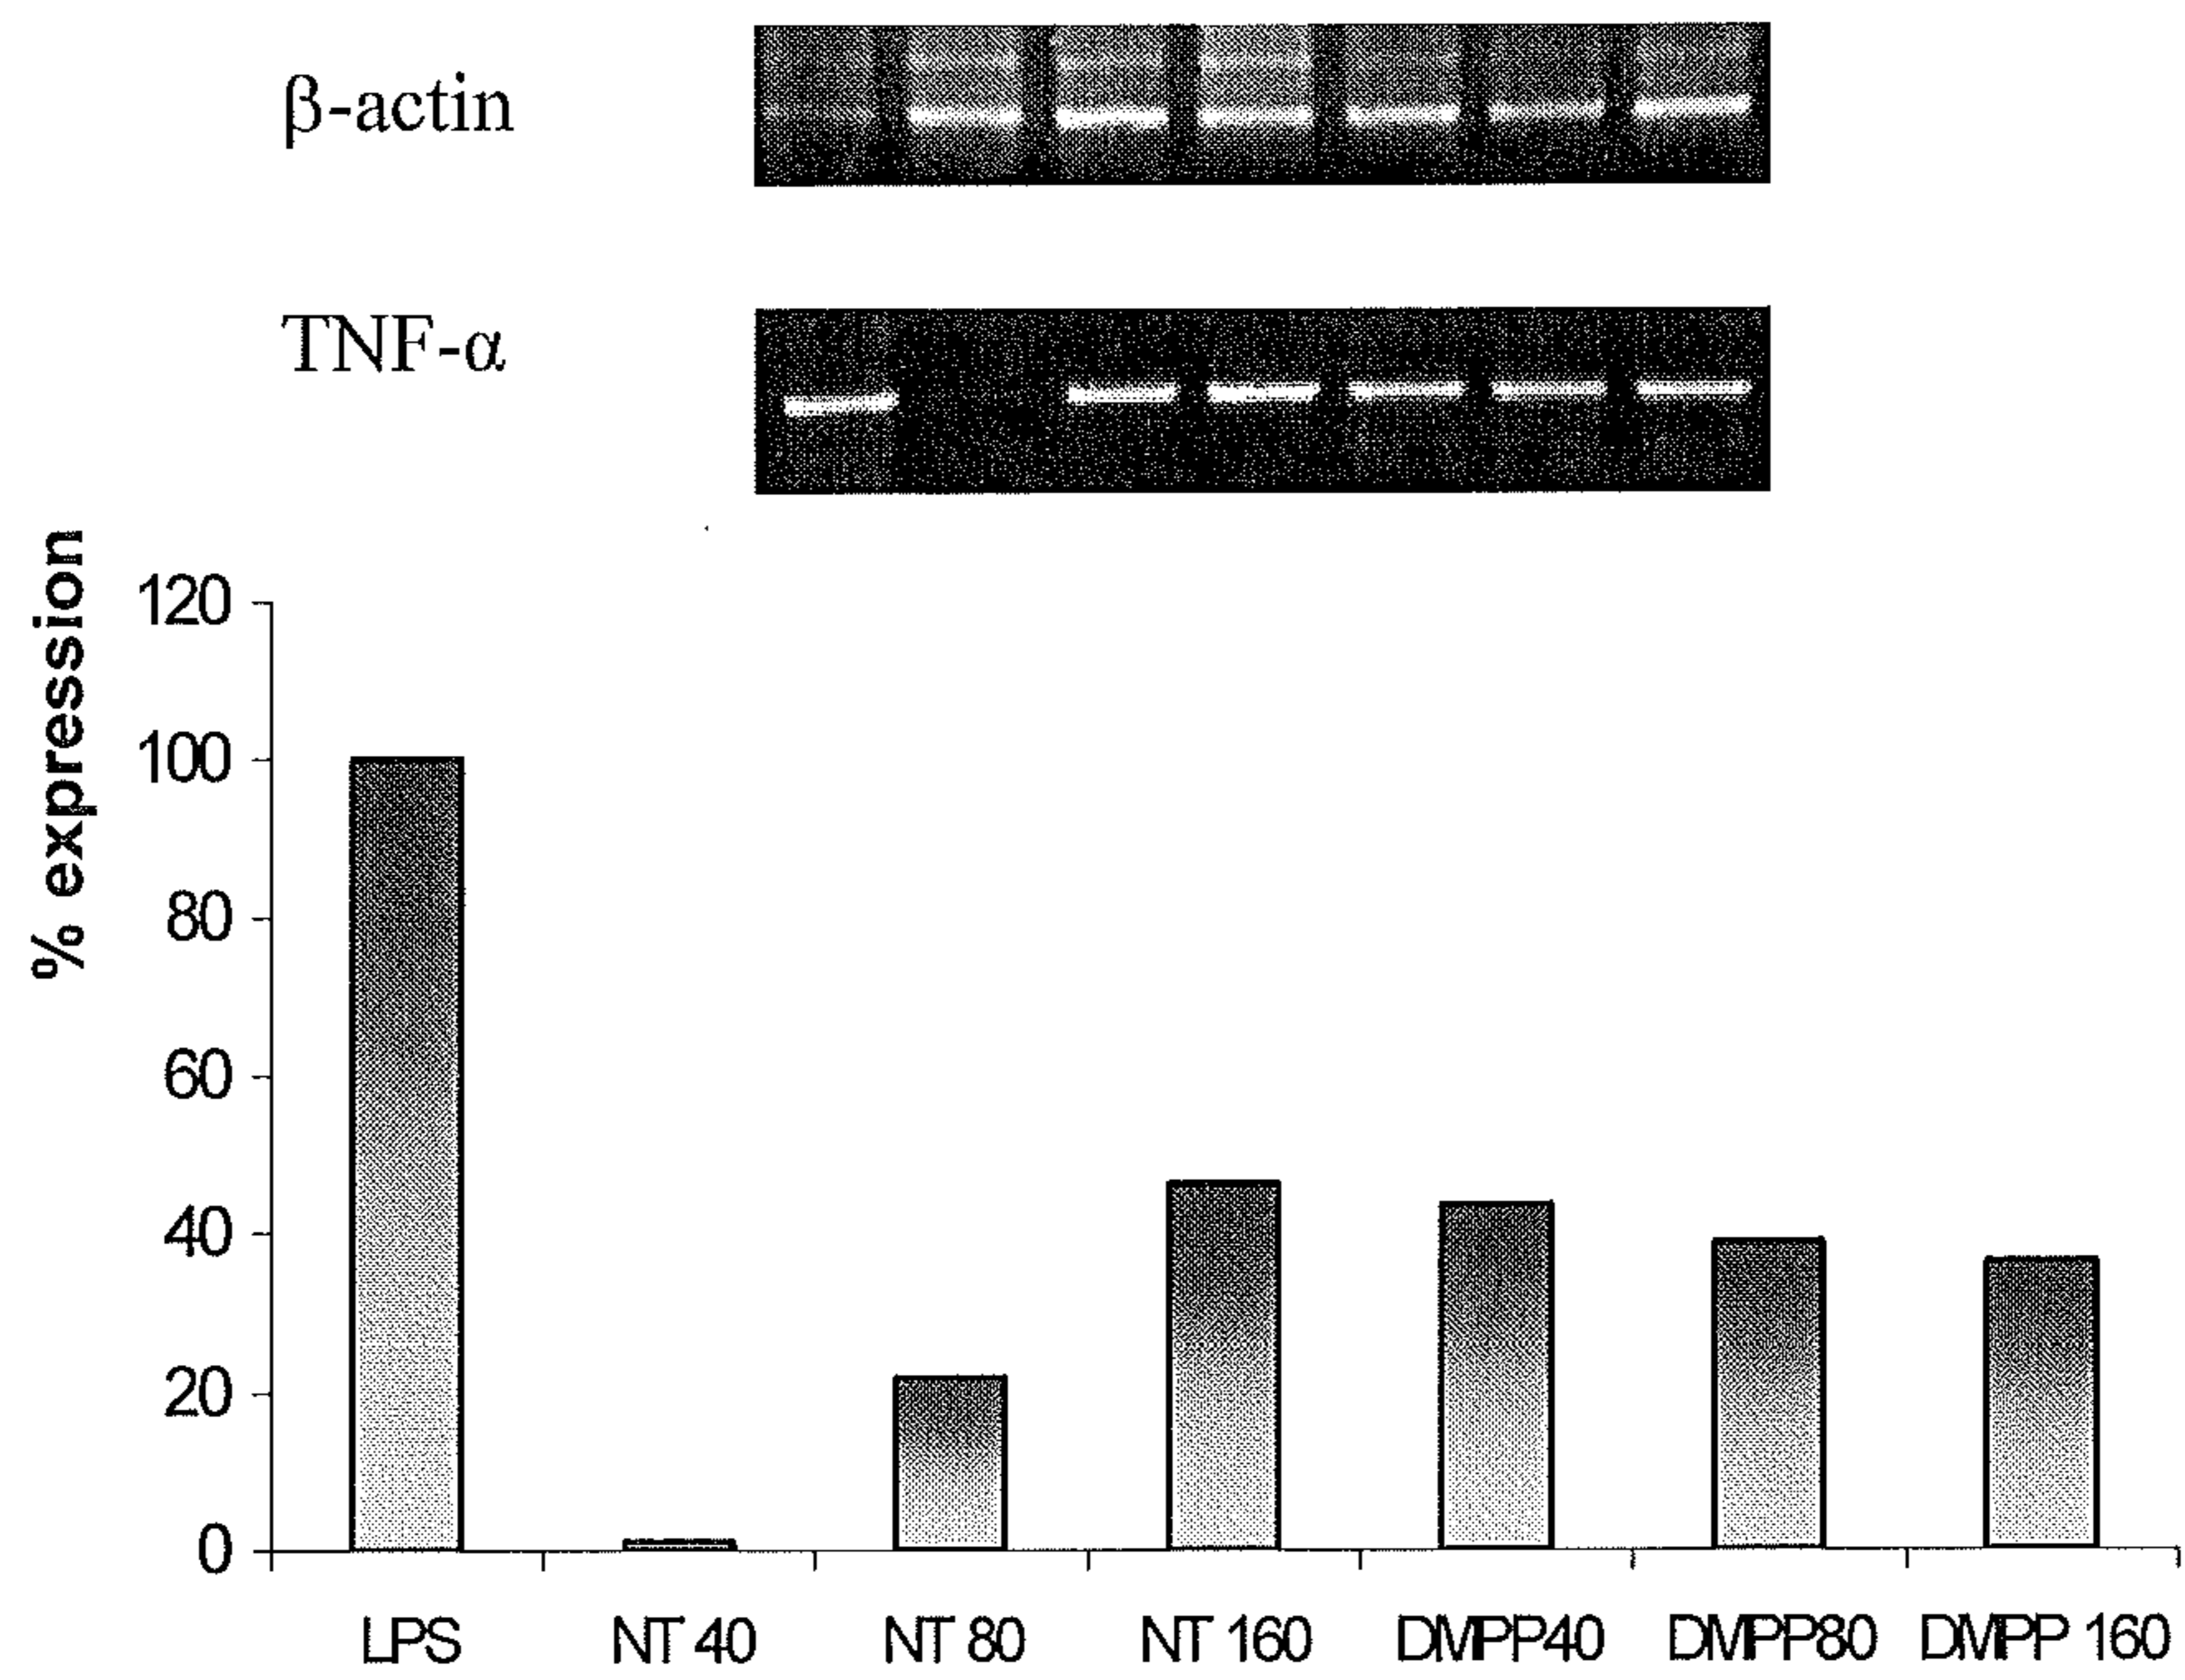 β-actin
TNF-α
% expression
120
100
80
60
40
20
0
LPS NT 40 NT 80 NT 160 DMPP40 DMPP80 DMPP 160